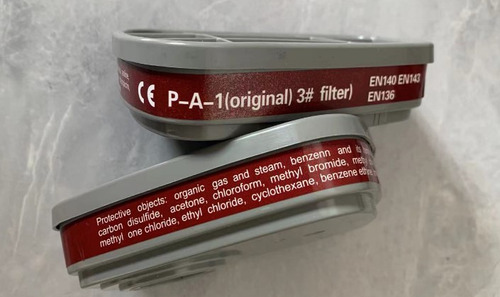 CE P-A-1(original) 3# filter)
EN140 EN143
EN136
Protective objects: organic gas and steam, benzenn and its
carbon disulfide, acetone, chloroform, methyl bromide,
methyl one chloride, ethyl chloride, cyclothexane, benzene